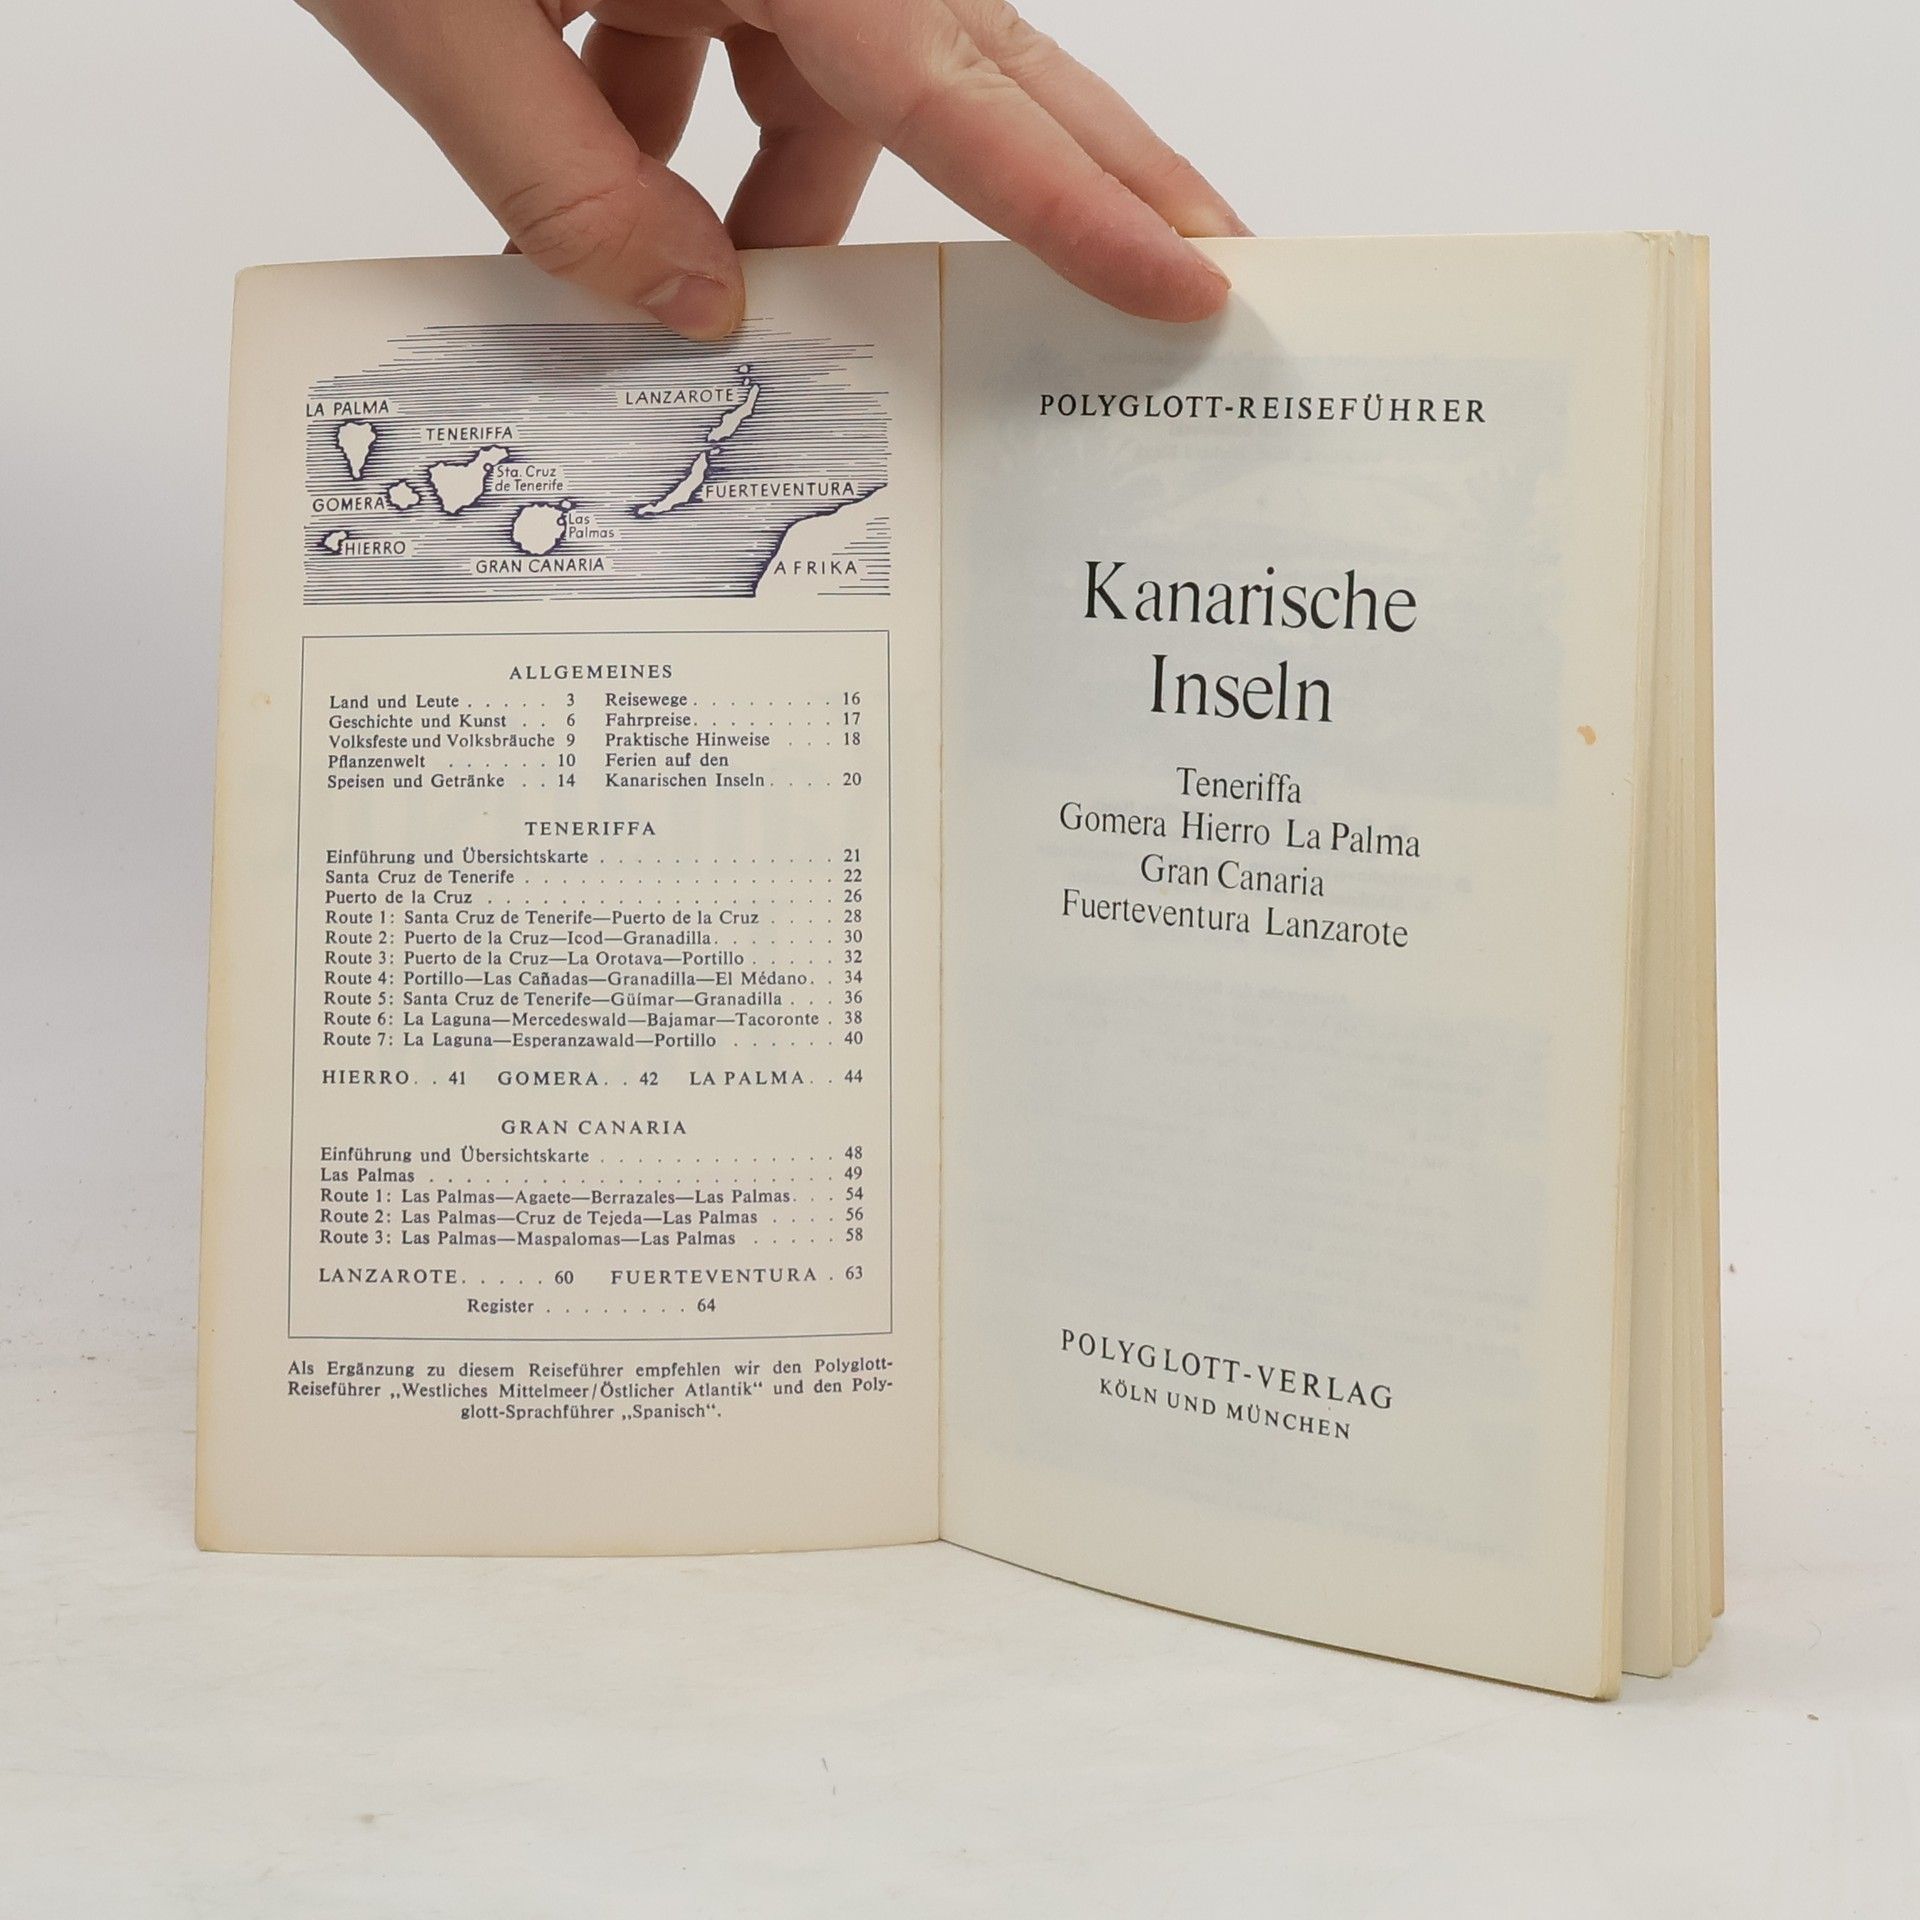 LA PALMA
TENERIFFA
LANZAROTE
Sta. Cruz
de Tenerife
GOMERA
FUERTEVENTURA
Las
Palmas
HIERRO
GRAN CANARIA
AFRIKA
ALLGEMEINES
Land und Leute . . . . . 3
Geschichte und Kunst . . 6
Volksfeste und Volksbräuche 9
Pflanzenwelt . . . . . . 10
Speisen und Getränke . . 14
Reisewege . . . . . . . . 16
Fahrpreise. . . . . . . . 17
Praktische Hinweise . . . 18
Ferien auf den
Kanarischen Inseln . . . . 20
TENERIFFA
Einführung und Übersichtskarte . . . . . . . . . . . . . 21
Santa Cruz de Tenerife . . . . . . . . . . . . . . . . . 22
Puerto de la Cruz . . . . . . . . . . . . . . . . . . . 26
Route 1: Santa Cruz de Tenerife—Puerto de la Cruz . . . . 28
Route 2: Puerto de la Cruz—Icod—Granadilla . . . . . . . 30
Route 3: Puerto de la Cruz—La Orotava—Portillo . . . . . 32
Route 4: Portillo—Las Cañadas—Granadilla—El Médano . . 34
Route 5: Santa Cruz de Tenerife—Güímar—Granadilla . . . 36
Route 6: La Laguna—Mercedeswald—Bajamar—Tacoronte . 38
Route 7: La Laguna—Esperanzawald—Portillo . . . . . . 40
HIERRO . . 41 GOMERA . . 42 LA PALMA . . 44
GRAN CANARIA
Einführung und Übersichtskarte . . . . . . . . . . . . . 48
Las Palmas . . . . . . . . . . . . . . . . . . . . . . 49
Route 1: Las Palmas—Agaete—Berrazales—Las Palmas . . . 54
Route 2: Las Palmas—Cruz de Tejeda—Las Palmas . . . . 56
Route 3: Las Palmas—Maspalomas—Las Palmas . . . . . 58
LANZAROTE . . . . . 60 FUERTEVENTURA . 63
Register . . . . . . . . 64
Als Ergänzung zu diesem Reiseführer empfehlen wir den Polyglott-
Reiseführer „Westliches Mittelmeer/Östlicher Atlantik“ und den Poly-
glott-Sprachführer „Spanisch“.
POLYGLOTT-REISEFÜHRER
Kanarische
Inseln
Teneriffa
Gomera Hierro La Palma
Gran Canaria
Fuerteventura Lanzarote
POLYGLOTT-VERLAG
KÖLN UND MÜNCHEN